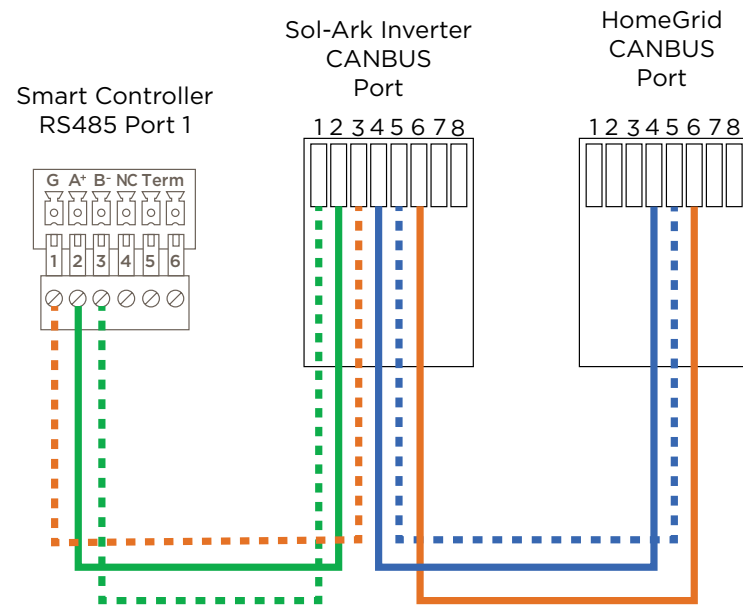 Smart Controller
RS485 Port 1
G A+ B- NC Term
1 2 3 4 5 6
Sol-Ark Inverter
CANBUS
Port
1 2 3 4 5 6 7 8
HomeGrid
CANBUS
Port
1 2 3 4 5 6 7 8